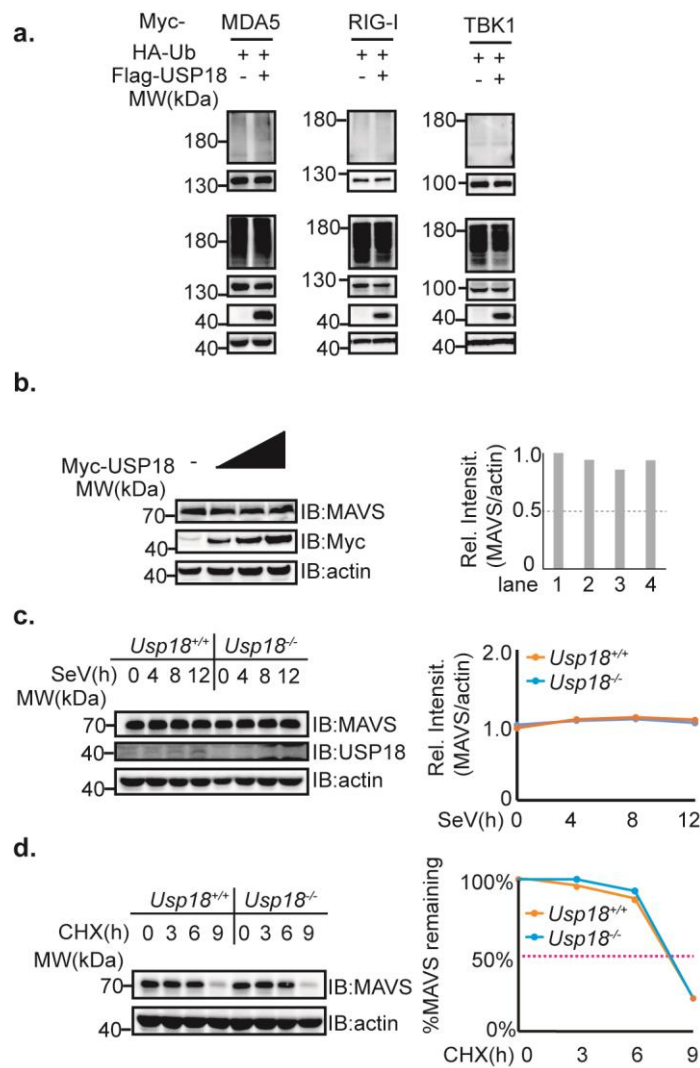 a.
Myc- MDA5 RIG-I TBK1
HA-Ub + + + + + +
Flag-USP18 - + - + - +
MW(kDa)
180 180 180
130 130 100
180 180 180
130 130 100
40 40 40
40 40 40
b.
Myc-USP18 -
MW(kDa)
70 IB:MAVS
40 IB:Myc
40 IB:actin
Rel. Intensit.
(MAVS/actin)
1.0
0.5
0
lane 1 2 3 4
c.
Usp18+/+ Usp18-/-
SeV(h) 0 4 8 12 0 4 8 12
MW(kDa)
70 IB:MAVS
40 IB:USP18
40 IB:actin
Rel. Intensit.
(MAVS/actin)
2.0
1.0
0
Usp18+/+
Usp18-/-
SeV(h) 0 4 8 12
d.
Usp18+/+ Usp18-/-
CHX(h) 0 3 6 9 0 3 6 9
MW(kDa)
70 IB:MAVS
40 IB:actin
%MAVS remaining
100%
50%
0%
Usp18+/+
Usp18-/-
CHX(h) 0 3 6 9